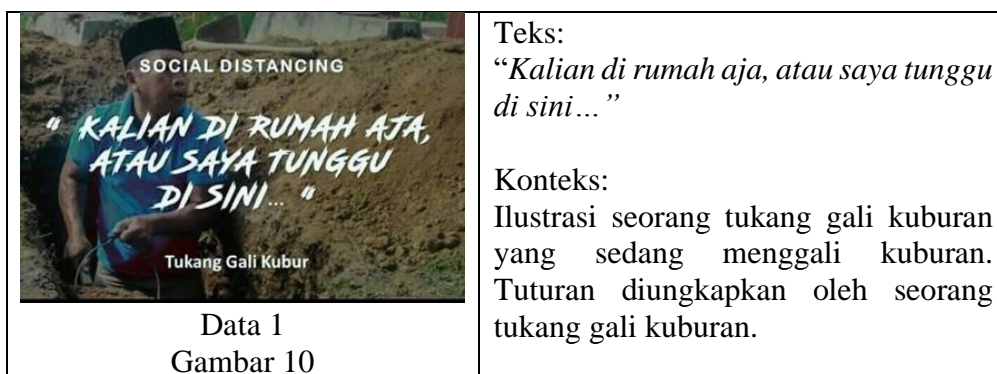 SOCIAL DISTANCING
" KALIAN DI RUMAH AJA,
ATAU SAYA TUNGGU
DI SINI... "
Tukang Gali Kubur
Data 1
Gambar 10
Teks:
“Kalian di rumah aja, atau saya tunggu
di sini…”
Konteks:
Ilustrasi seorang tukang gali kuburan
yang sedang menggali kuburan.
Tuturan diungkapkan oleh seorang
tukang gali kuburan.